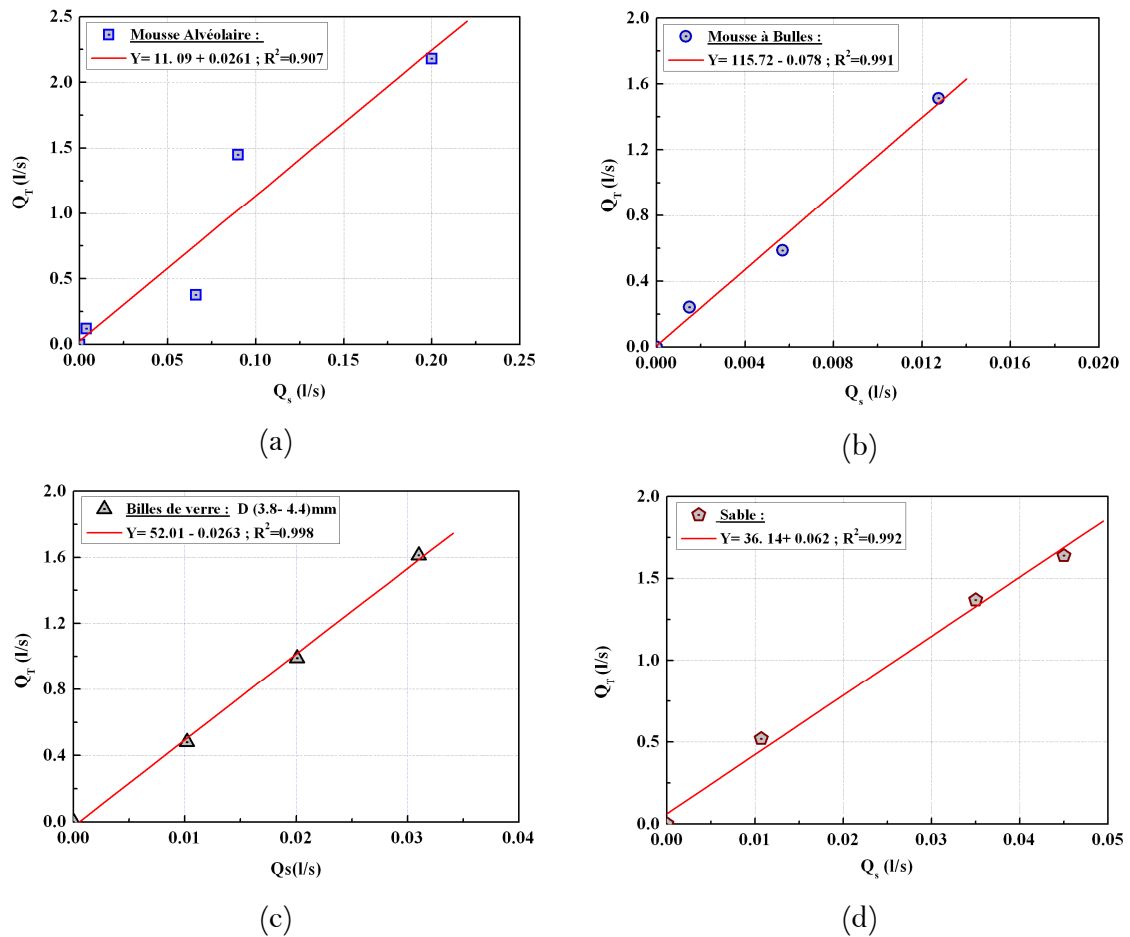 2.5
2.0
1.5
1.0
0.5
0.0
0.00
0.05
0.10
0.15
0.20
0.25
Mousse Alvéolaire :
Y= 11. 09 + 0.0261 ; R²=0.907
Q_T (l/s)
Q_s (l/s)
(a)
2.0
1.6
1.2
0.8
0.4
0.0
0.000
0.004
0.008
0.012
0.016
0.020
Mousse à Bulles :
Y= 115.72 - 0.078 ; R²=0.991
Q_T (l/s)
Q_s (l/s)
(b)
2.0
1.6
1.2
0.8
0.4
0.0
0.00
0.01
0.02
0.03
0.04
Billes de verre : D (3.8- 4.4)mm
Y= 52.01 - 0.0263 ; R²=0.998
Q_T (l/s)
Qs(l/s)
(c)
2.0
1.5
1.0
0.5
0.0
0.00
0.01
0.02
0.03
0.04
0.05
Sable :
Y= 36. 14+ 0.062 ; R²=0.992
Q_T (l/s)
Q_s (l/s)
(d)